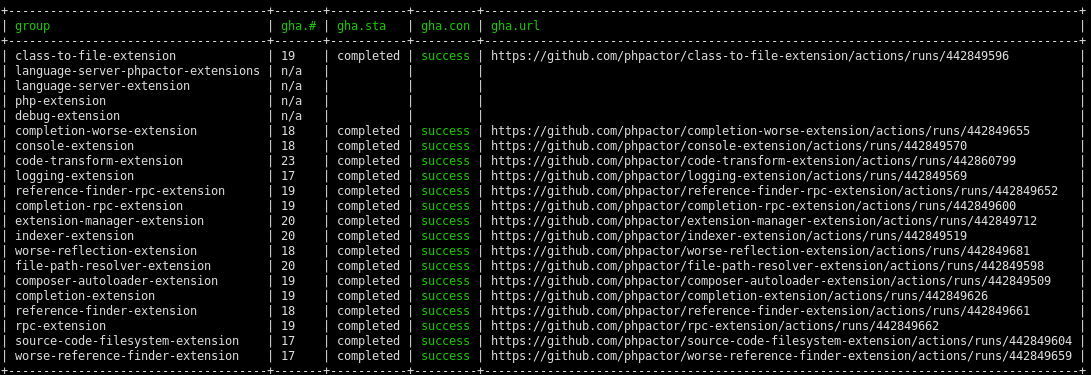 +-------------------------------------+-------+-----------+---------+-------------------------------------------------------------------------------------+
| group                               | gha.# | gha.sta   | gha.con | gha.url                                                                             |
+-------------------------------------+-------+-----------+---------+-------------------------------------------------------------------------------------+
| class-to-file-extension             | 19    | completed | success | https://github.com/phpactor/class-to-file-extension/actions/runs/442849596          |
| language-server-phpactor-extensions | n/a   |           |         |                                                                                     |
| language-server-extension           | n/a   |           |         |                                                                                     |
| php-extension                       | n/a   |           |         |                                                                                     |
| debug-extension                     | n/a   |           |         |                                                                                     |
| completion-worse-extension          | 18    | completed | success | https://github.com/phpactor/completion-worse-extension/actions/runs/442849655       |
| console-extension                   | 18    | completed | success | https://github.com/phpactor/console-extension/actions/runs/442849570                |
| code-transform-extension            | 23    | completed | success | https://github.com/phpactor/code-transform-extension/actions/runs/442860799         |
| logging-extension                   | 17    | completed | success | https://github.com/phpactor/logging-extension/actions/runs/442849569                |
| reference-finder-rpc-extension      | 19    | completed | success | https://github.com/phpactor/reference-finder-rpc-extension/actions/runs/442849652   |
| completion-rpc-extension            | 19    | completed | success | https://github.com/phpactor/completion-rpc-extension/actions/runs/442849600         |
| extension-manager-extension         | 20    | completed | success | https://github.com/phpactor/extension-manager-extension/actions/runs/442849712      |
| indexer-extension                   | 20    | completed | success | https://github.com/phpactor/indexer-extension/actions/runs/442849519                |
| worse-reflection-extension          | 18    | completed | success | https://github.com/phpactor/worse-reflection-extension/actions/runs/442849681       |
| file-path-resolver-extension        | 20    | completed | success | https://github.com/phpactor/file-path-resolver-extension/actions/runs/442849598     |
| composer-autoloader-extension       | 19    | completed | success | https://github.com/phpactor/composer-autoloader-extension/actions/runs/442849509    |
| completion-extension                | 19    | completed | success | https://github.com/phpactor/completion-extension/actions/runs/442849626             |
| reference-finder-extension          | 18    | completed | success | https://github.com/phpactor/reference-finder-extension/actions/runs/442849661       |
| rpc-extension                       | 19    | completed | success | https://github.com/phpactor/rpc-extension/actions/runs/442849662                    |
| source-code-filesystem-extension    | 17    | completed | success | https://github.com/phpactor/source-code-filesystem-extension/actions/runs/442849604 |
| worse-reference-finder-extension    | 17    | completed | success | https://github.com/phpactor/worse-reference-finder-extension/actions/runs/442849659 |
+-------------------------------------+-------+-----------+---------+-------------------------------------------------------------------------------------+